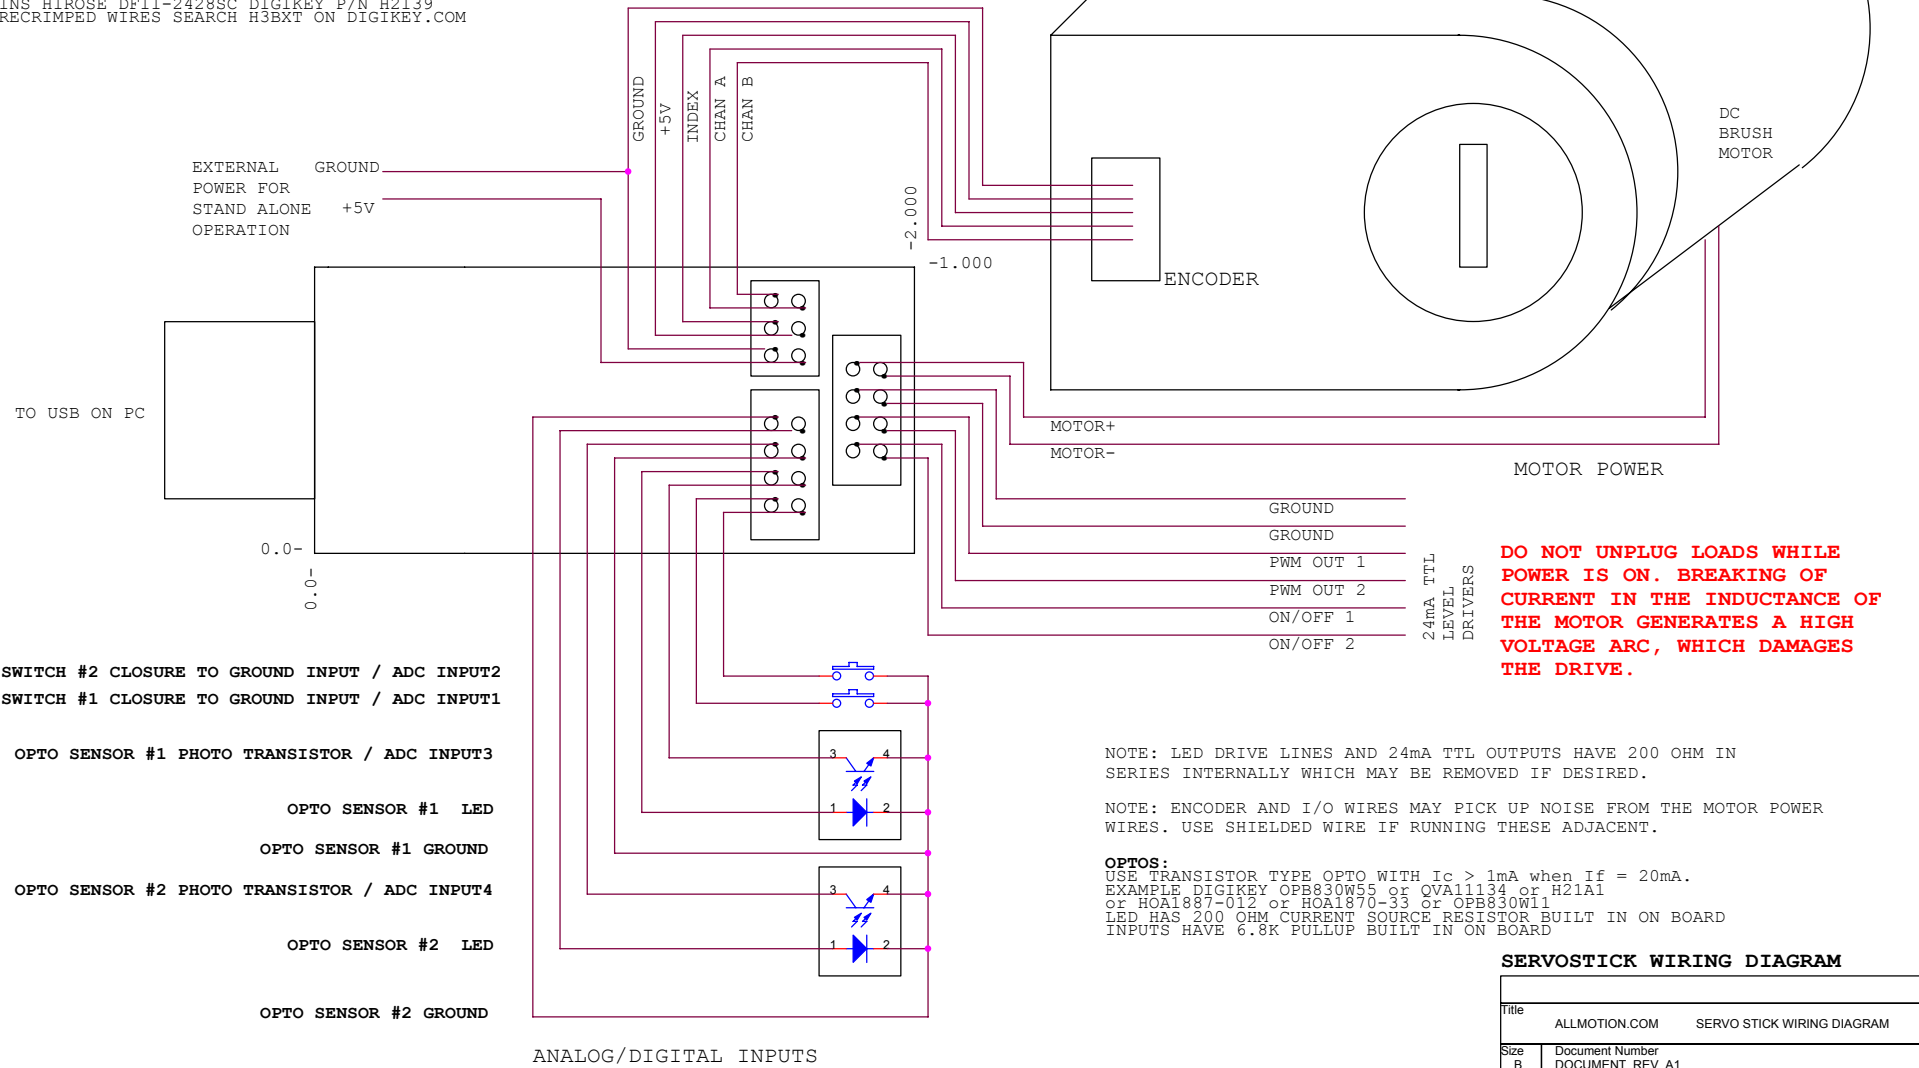 INS HIROSE DF11-2428SC DIGIKEY P/N H2139
RECRIMPED WIRES SEARCH H3BXT ON DIGIKEY.COM
GROUND
+5V
INDEX
CHAN A
CHAN B
DC
BRUSH
MOTOR
EXTERNAL GROUND
POWER FOR
STAND ALONE +5V
OPERATION
-2.000
-1.000
ENCODER
TO USB ON PC
MOTOR+
MOTOR-
MOTOR POWER
GROUND
GROUND
PWM OUT 1
PWM OUT 2
ON/OFF 1
ON/OFF 2
24mA TTL
LEVEL
DRIVERS
0.0-
0.0-
DO NOT UNPLUG LOADS WHILE
POWER IS ON. BREAKING OF
CURRENT IN THE INDUCTANCE OF
THE MOTOR GENERATES A HIGH
VOLTAGE ARC, WHICH DAMAGES
THE DRIVE.
SWITCH #2 CLOSURE TO GROUND INPUT / ADC INPUT2
SWITCH #1 CLOSURE TO GROUND INPUT / ADC INPUT1
OPTO SENSOR #1 PHOTO TRANSISTOR / ADC INPUT3
3 4
OPTO SENSOR #1 LED
1 2
OPTO SENSOR #1 GROUND
OPTO SENSOR #2 PHOTO TRANSISTOR / ADC INPUT4
3 4
OPTO SENSOR #2 LED
1 2
OPTO SENSOR #2 GROUND
ANALOG/DIGITAL INPUTS
NOTE: LED DRIVE LINES AND 24mA TTL OUTPUTS HAVE 200 OHM IN
SERIES INTERNALLY WHICH MAY BE REMOVED IF DESIRED.
NOTE: ENCODER AND I/O WIRES MAY PICK UP NOISE FROM THE MOTOR POWER
WIRES. USE SHIELDED WIRE IF RUNNING THESE ADJACENT.
OPTOS:
USE TRANSISTOR TYPE OPTO WITH Ic > 1mA when If = 20mA.
EXAMPLE DIGIKEY OPB830W55 or QVA11134 or H21A1
or HOA1887-012 or HOA1870-33 or OPB830W11
LED HAS 200 OHM CURRENT SOURCE RESISTOR BUILT IN ON BOARD
INPUTS HAVE 6.8K PULLUP BUILT IN ON BOARD
SERVOSTICK WIRING DIAGRAM
Title
ALLMOTION.COM SERVO STICK WIRING DIAGRAM
Size Document Number
B DOCUMENT REV A1